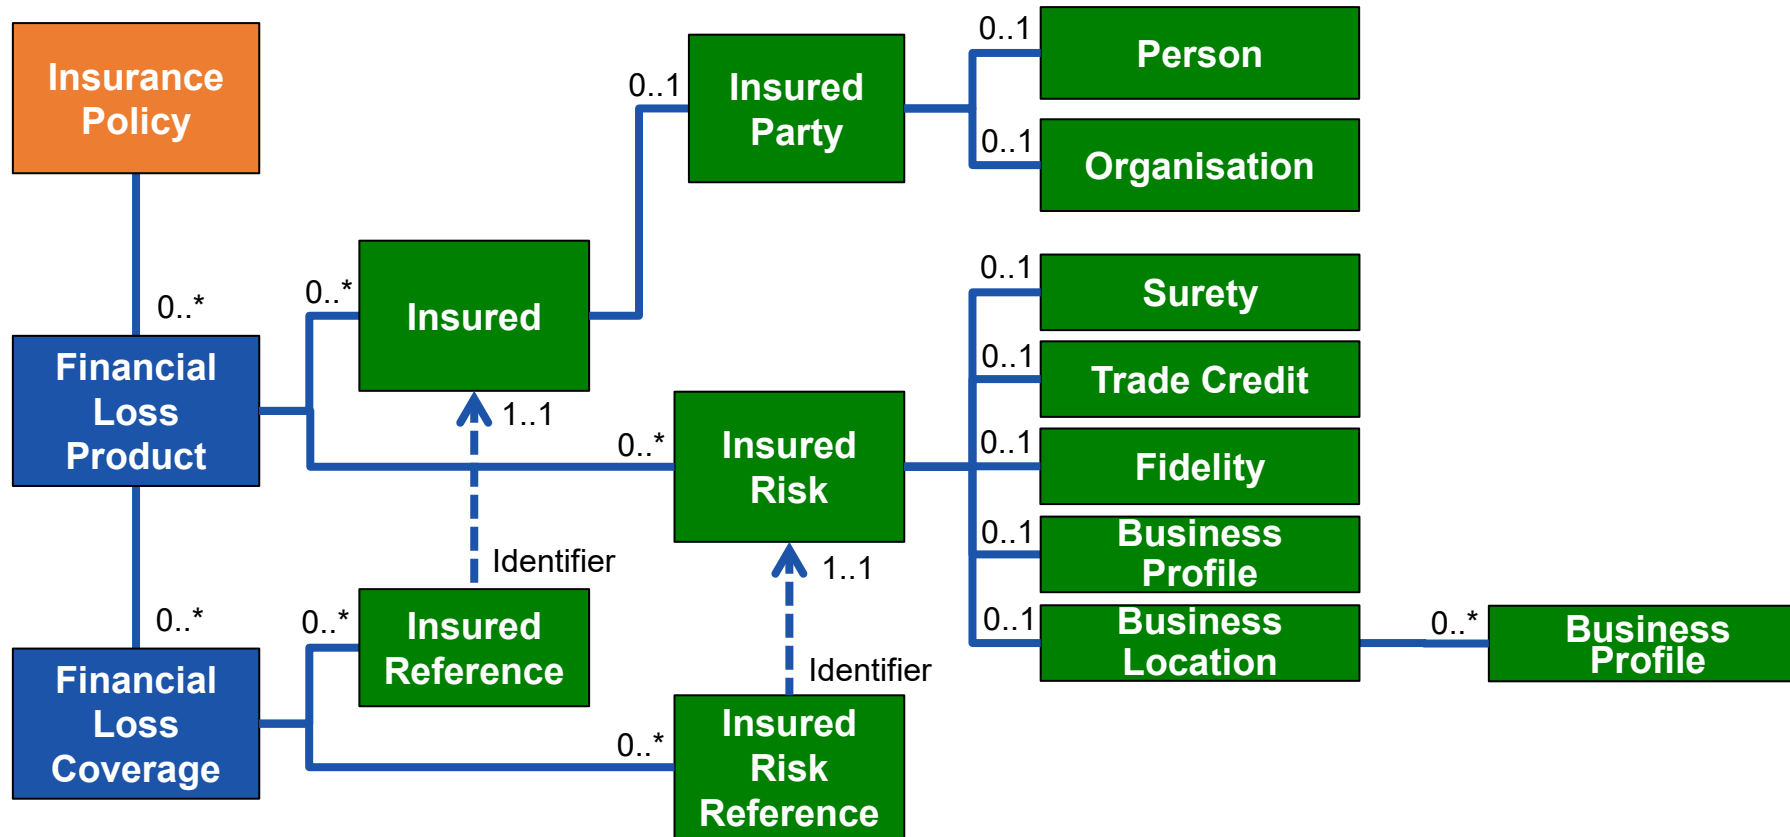 Insurance
Policy
0..*
Financial
Loss
Product
0..*
Financial
Loss
Coverage
0..*
Insured
1..1
Identifier
0..*
Insured
Reference
0..1
Insured
Party
0..*
Insured
Risk
1..1
Identifier
0..*
Insured
Risk
Reference
0..1
Person
0..1
Organisation
0..1
Surety
0..1
Trade Credit
0..1
Fidelity
0..1
Business
Profile
0..1
Business
Location
0..*
Business
Profile